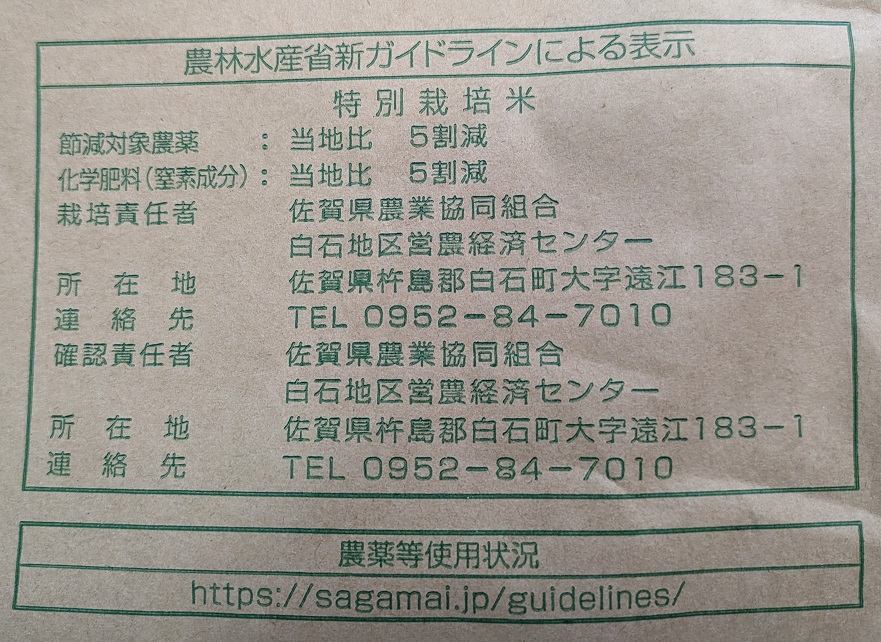 農林水産省新ガイドラインによる表示
特別栽培米
節減対象農薬 : 当地比 5割減
化学肥料(窒素成分) : 当地比 5割減
栽培責任者 佐賀県農業協同組合
白石地区営農経済センター
所在地 佐賀県杵島郡白石町大字遠江183-1
連絡先 TEL 0952-84-7010
確認責任者 佐賀県農業協同組合
白石地区営農経済センター
所在地 佐賀県杵島郡白石町大字遠江183-1
連絡先 TEL 0952-84-7010
農薬等使用状況
https://sagamai.jp/guidelines/